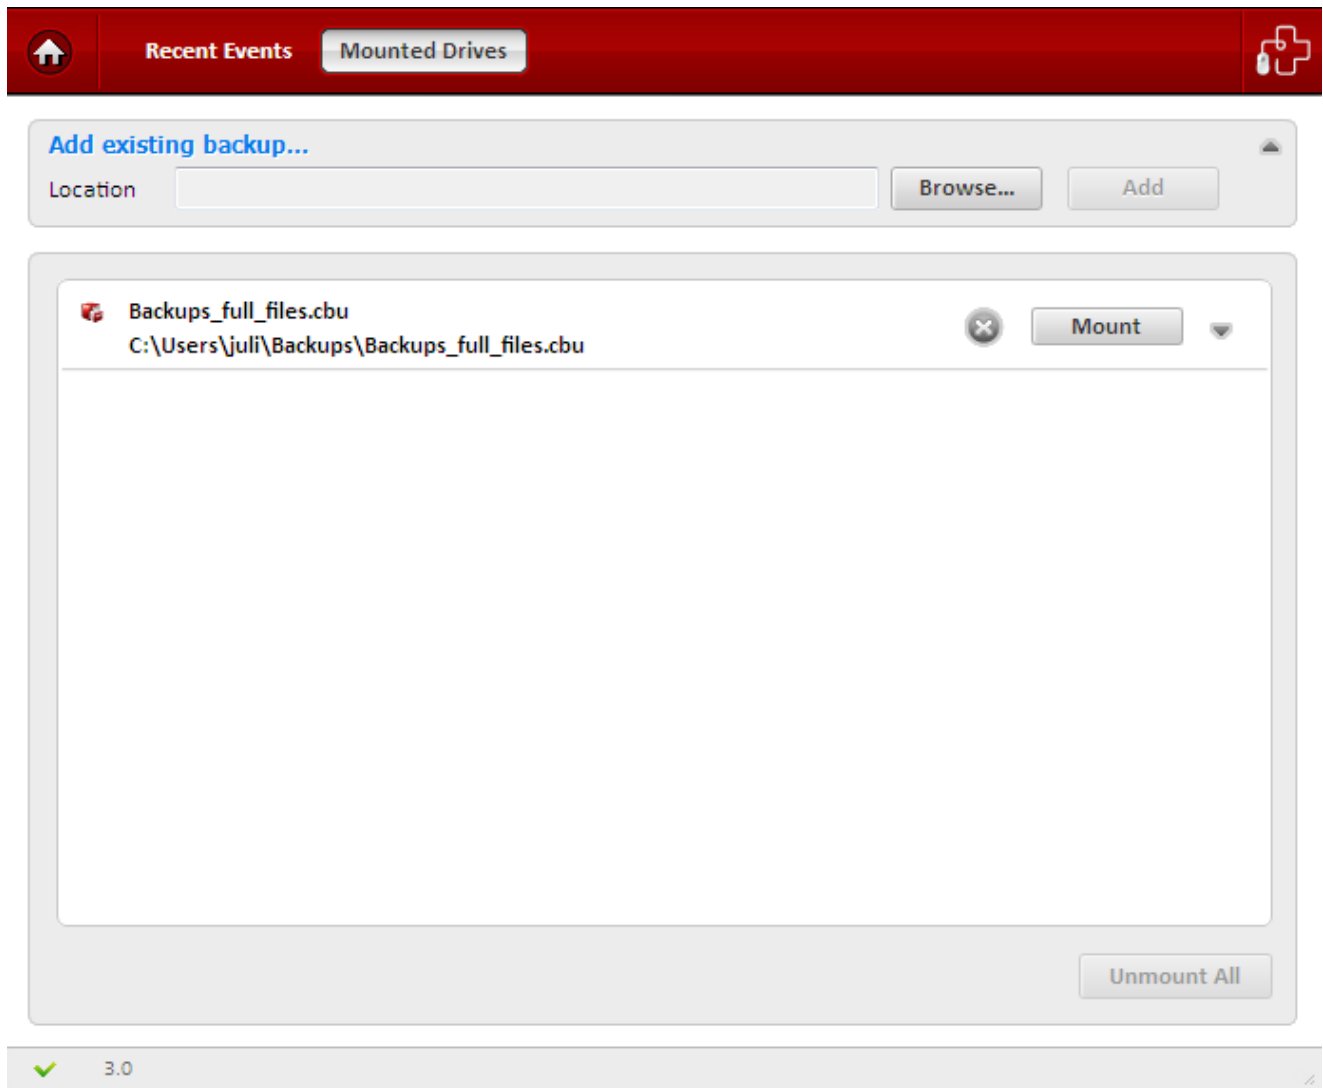 Recent Events Mounted Drives
Add existing backup...
Location Browse... Add
Backups_full_files.cbu
Mount
C:\Users\juli\Backups\Backups_full_files.cbu
Unmount All
3.0